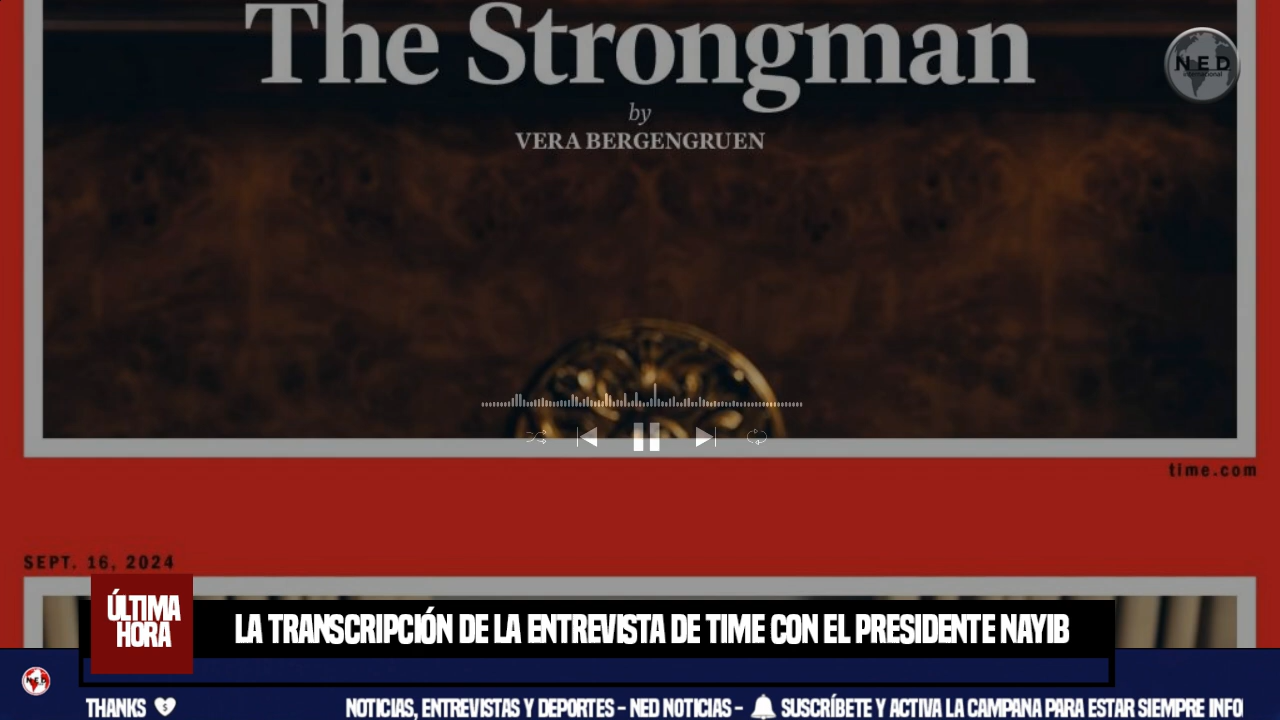 The Strongman
by
VERA BERGENGRUEN
NED
international
time.com
SEPT. 16, 2024
ÚLTIMA
HORA
LA TRANSCRIPCIÓN DE LA ENTREVISTA DE TIME CON EL PRESIDENTE NAYIB
NED
THANKS
NOTICIAS, ENTREVISTAS Y DEPORTES - NED NOTICIAS - 🔔 SUSCRÍBETE Y ACTIVA LA CAMPANA PARA ESTAR SIEMPRE INFO